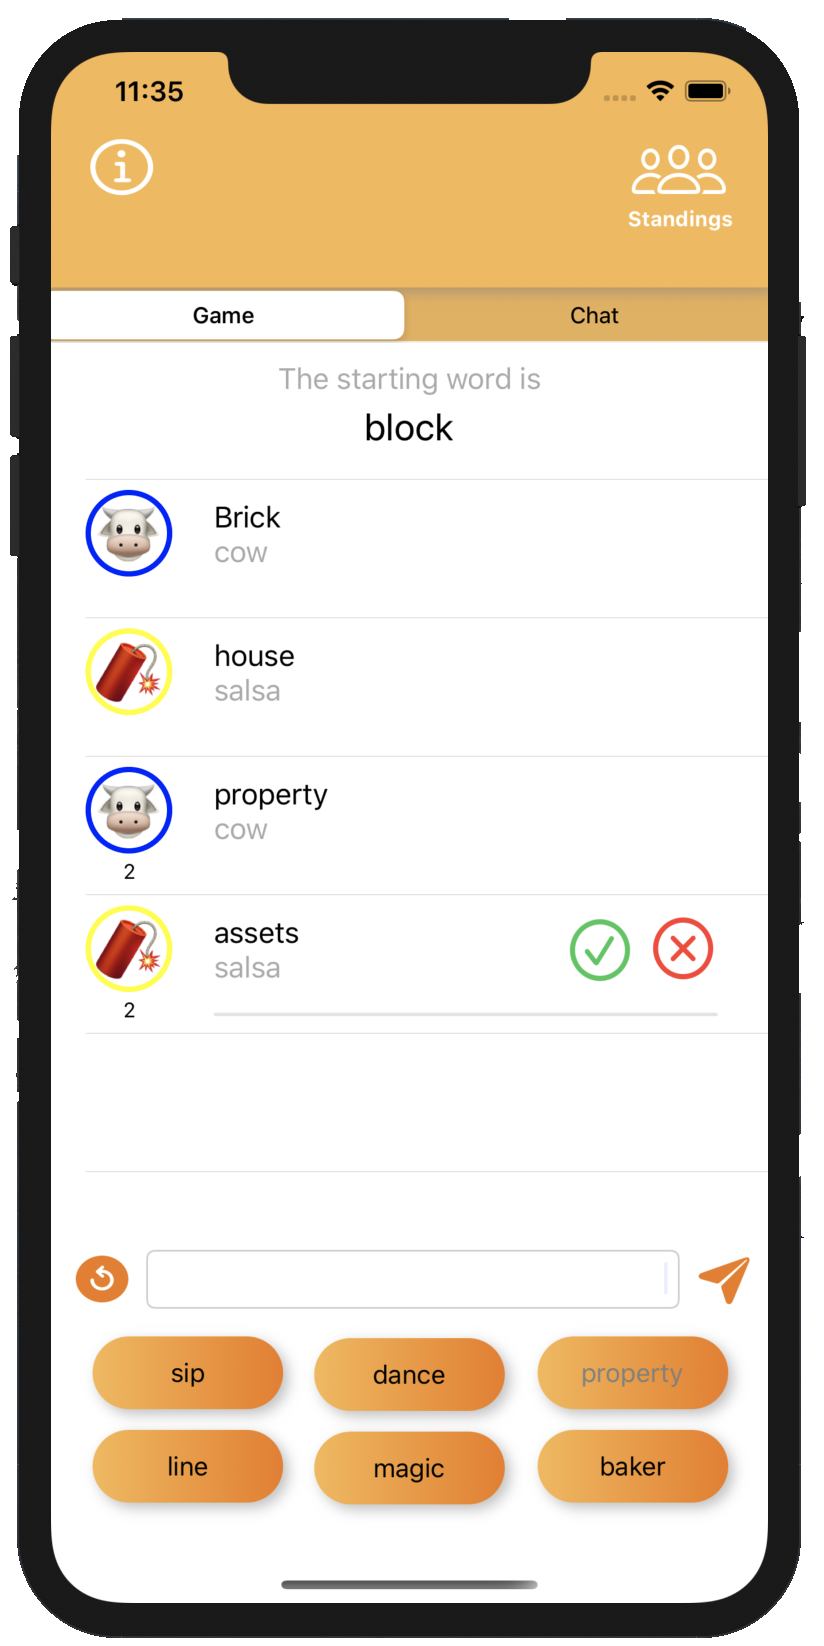 11:35
Standings
Game
Chat
The starting word is
block
Brick
cow
house
salsa
property
cow
2
assets
salsa
2
sip
dance
property
line
magic
baker